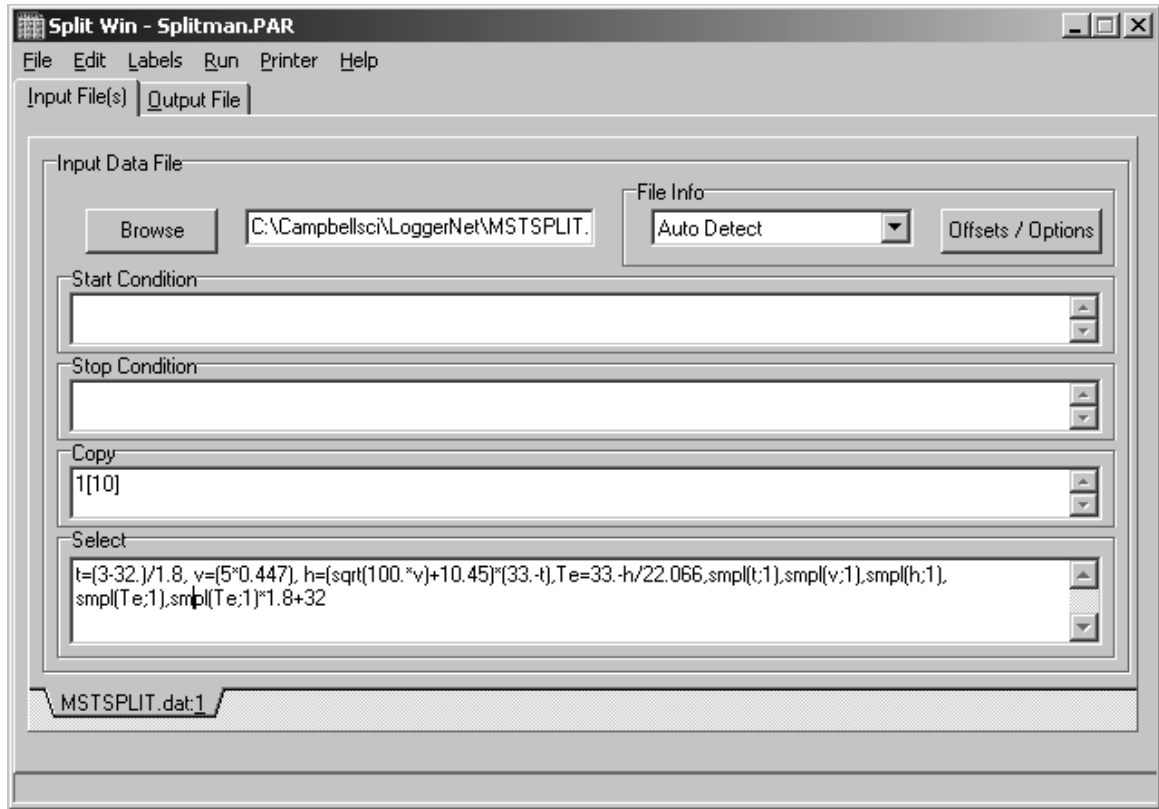 Split Win - Splitman.PAR
File Edit Labels Run Printer Help
Input File(s) Output File
Input Data File
File Info
Browse C:\Campbellsci\LoggerNet\MSTSPLIT. Auto Detect Offsets / Options
Start Condition
Stop Condition
Copy
1[10]
Select
t=(3-32.)/1.8, v=(5*0.447), h=(sqrt(100.*v)+10.45)*(33.-t),Te=33.-h/22.066,smpl(t;1),smpl(v;1),smpl(h;1),
smpl(Te;1),smpl(Te;1)*1.8+32
MSTSPLIT.dat:1